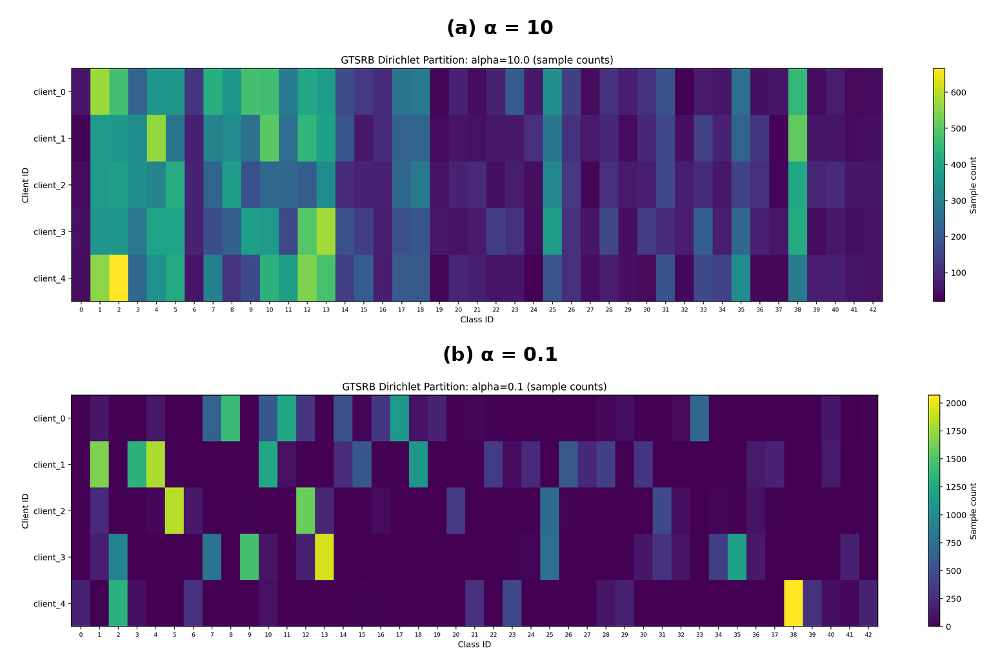 (a) α = 10
GTSRB Dirichlet Partition: alpha=10.0 (sample counts)
client_0
client_1
client_2
client_3
client_4
Client ID
0 1 2 3 4 5 6 7 8 9 10 11 12 13 14 15 16 17 18 19 20 21 22 23 24 25 26 27 28 29 30 31 32 33 34 35 36 37 38 39 40 41 42
Class ID
600
500
400
300
200
100
Sample count
(b) α = 0.1
GTSRB Dirichlet Partition: alpha=0.1 (sample counts)
client_0
client_1
client_2
client_3
client_4
Client ID
0 1 2 3 4 5 6 7 8 9 10 11 12 13 14 15 16 17 18 19 20 21 22 23 24 25 26 27 28 29 30 31 32 33 34 35 36 37 38 39 40 41 42
Class ID
2000
1750
1500
1250
1000
750
500
250
0
Sample count